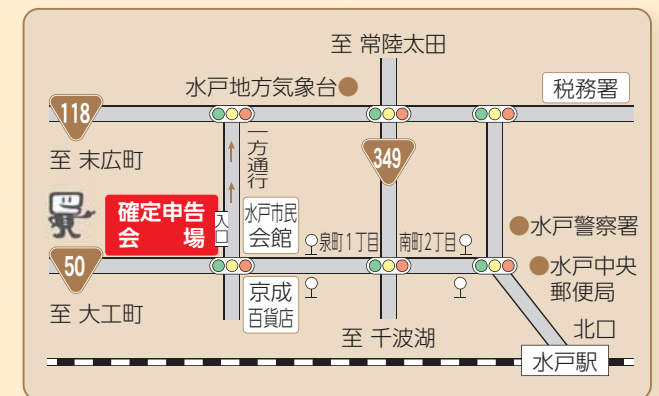 至 常陸太田
水戸地方気象台
税務署
118
一方通行
349
至 末広町
確定申告
会 場
入口
水戸市民
会館
泉町1丁目
南町2丁目
水戸警察署
50
水戸中央
郵便局
京成
百貨店
至 大工町
至 千波湖
北口
水戸駅